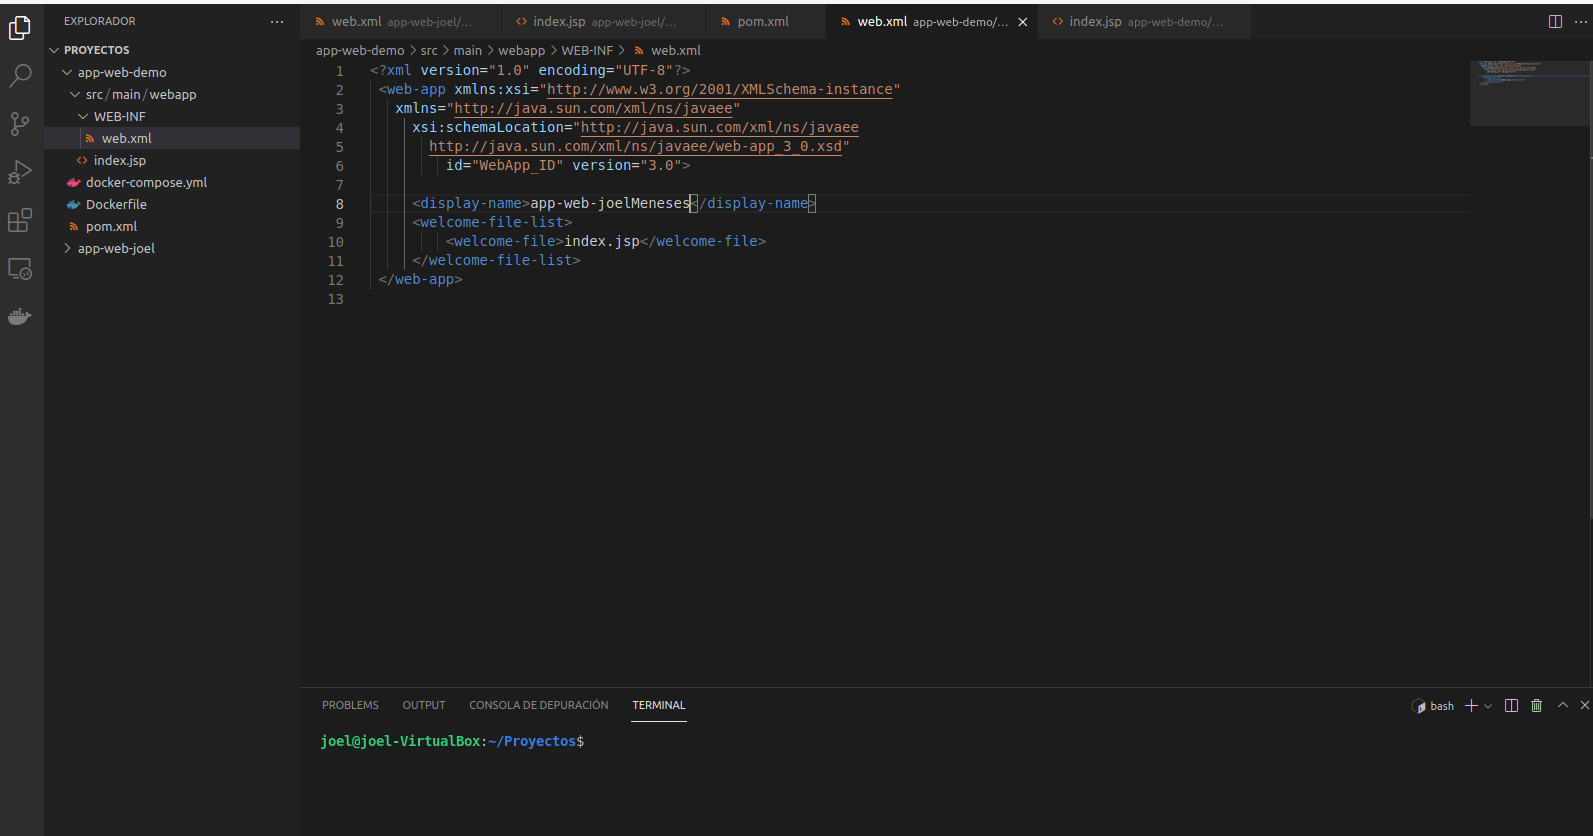 EXPLORADOR
PROYECTOS
app-web-demo
src/main/webapp
WEB-INF
web.xml
index.jsp
docker-compose.yml
Dockerfile
pom.xml
app-web-joel
web.xml app-web-joel/...
index.jsp app-web-joel/...
pom.xml
web.xml app-web-demo/...
index.jsp app-web-demo/...
app-web-demo > src > main > webapp > WEB-INF > web.xml
1 <?xml version="1.0" encoding="UTF-8"?>
2 <web-app xmlns:xsi="http://www.w3.org/2001/XMLSchema-instance"
3 xmlns="http://java.sun.com/xml/ns/javaee"
4 xsi:schemaLocation="http://java.sun.com/xml/ns/javaee
5 http://java.sun.com/xml/ns/javaee/web-app_3_0.xsd"
6 id="WebApp_ID" version="3.0">
7
8 <display-name>app-web-joelMeneses</display-name>
9 <welcome-file-list>
10 <welcome-file>index.jsp</welcome-file>
11 </welcome-file-list>
12 </web-app>
13
PROBLEMS OUTPUT CONSOLA DE DEPURACIÓN TERMINAL
bash
joel@joel-VirtualBox:~/Proyectos$